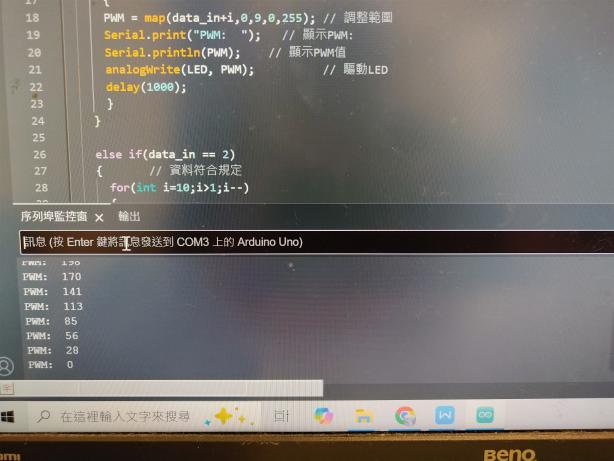 18 PWM = map(data_in+i,0,9,0,255); // 調整範圍
19 Serial.print("PWM:  ");   // 顯示PWM:
20 Serial.println(PWM);    // 顯示PWM值
21 analogWrite(LED, PWM);          // 驅動LED
22 delay(1000);
23 }
24 }
25
26 else if(data_in == 2)
27 {      // 資料符合規定
28 for(int i=10;i>1;i--)
序列埠監控窗 × 輸出
訊息 (按 Enter 鍵將訊息發送到 COM3 上的 Arduino Uno)
PWM:  198
PWM:  170
PWM:  141
PWM:  113
PWM:  85
PWM:  56
PWM:  28
PWM:  0
在這裡輸入文字來搜尋
BenQ